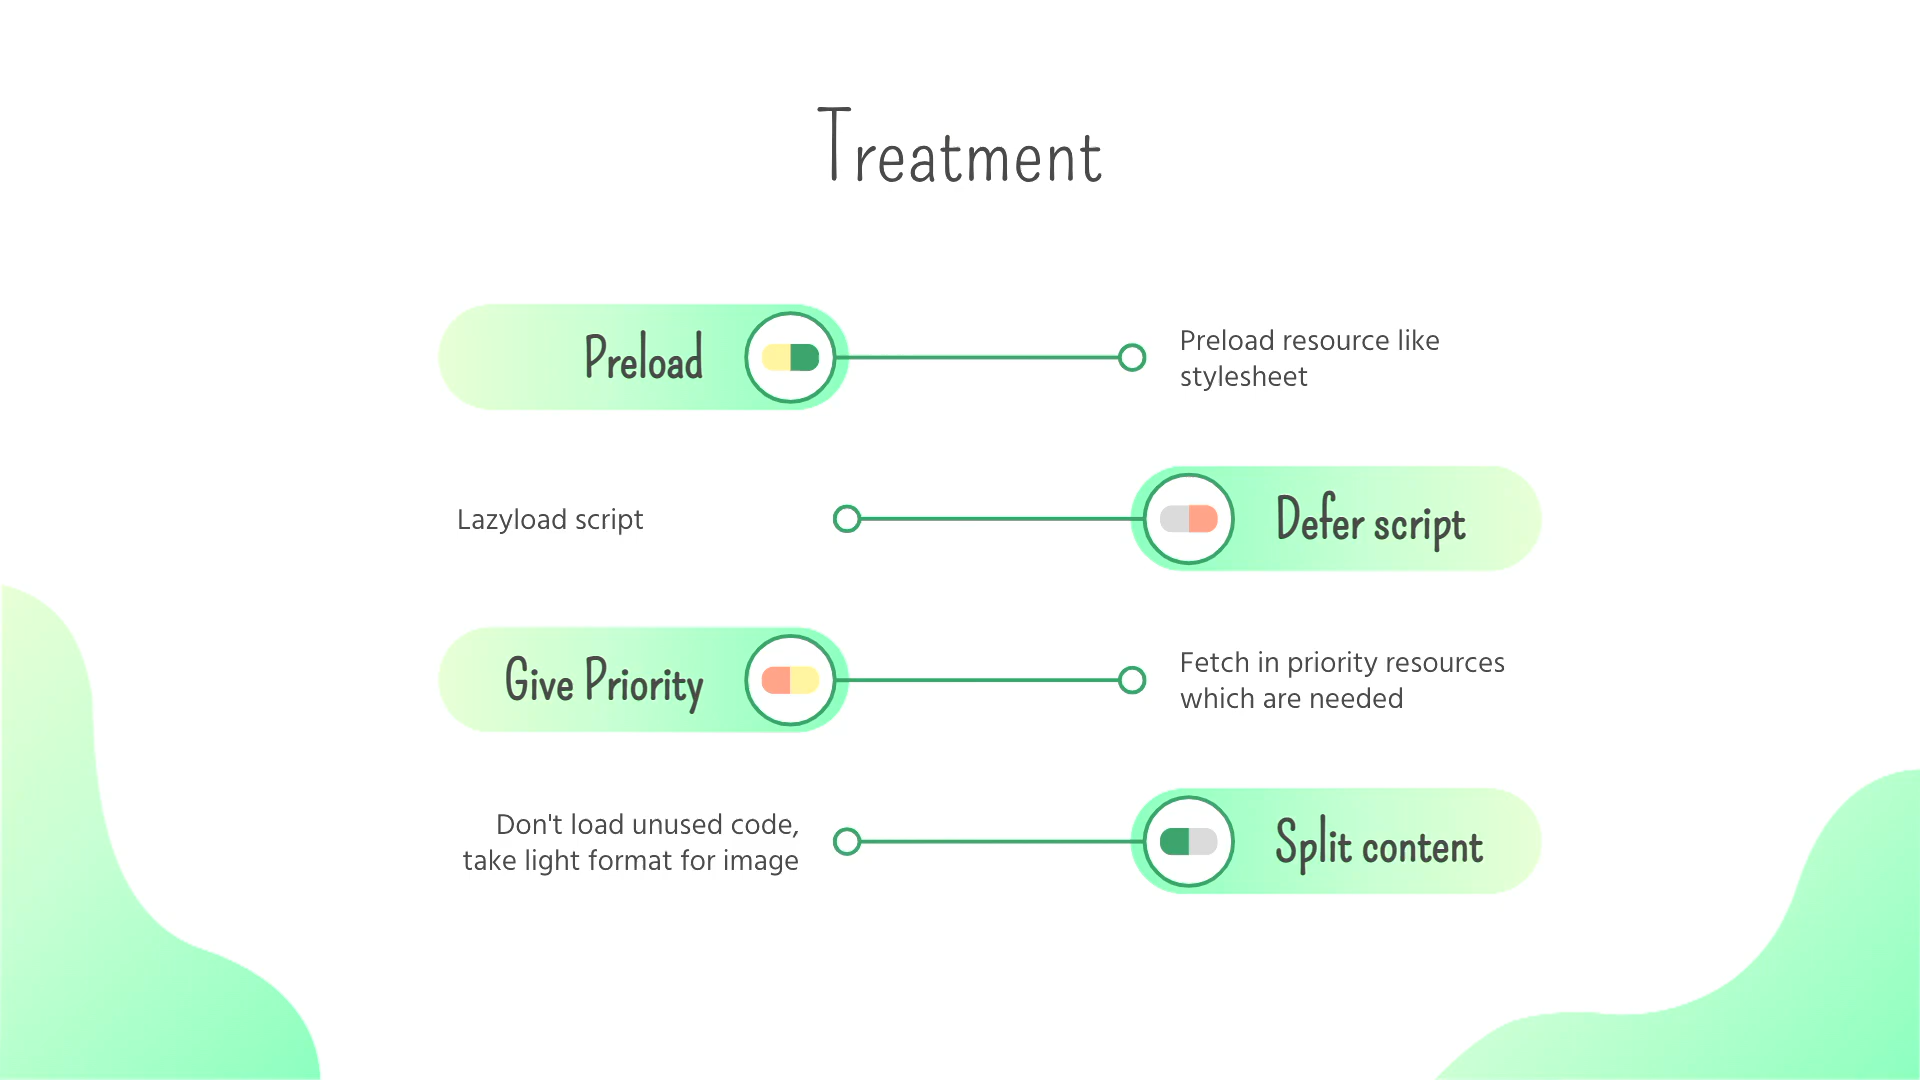 Treatment
Preload
Preload resource like
stylesheet
Lazyload script
Defer script
Give Priority
Fetch in priority resources
which are needed
Don't load unused code,
take light format for image
Split content